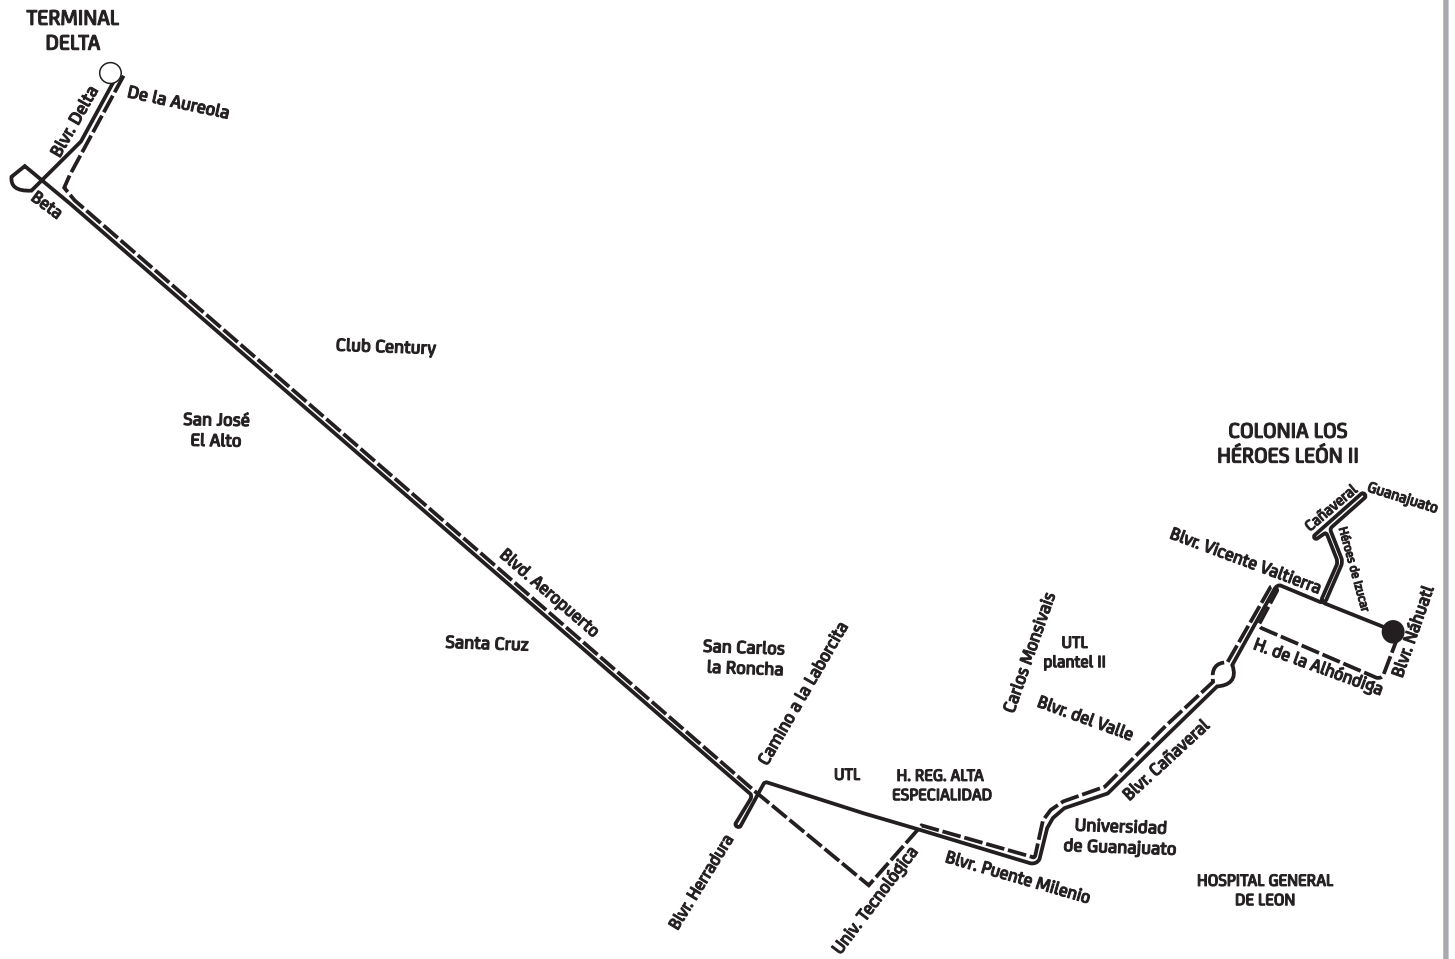 TERMINAL
DELTA
Blvr. Delta
De la Aureola
Beta
Club Century
San José
El Alto
Blvd. Aeropuerto
Santa Cruz
San Carlos
la Roncha
Camino a la Laborcita
Blvr. Herradura
UTL
H. REG. ALTA
ESPECIALIDAD
Univ. Tecnológica
Blvr. Puente Milenio
Carlos Monsivais
UTL
plantel II
Blvr. del Valle
Blvr. Cañaveral
Universidad
de Guanajuato
HOSPITAL GENERAL
DE LEON
COLONIA LOS
HÉROES LEÓN II
Cañaveral
Guanajuato
Héroes de Izucar
Blvr. Vicente Valtierra
H. de la Alhóndiga
Blvr. Náhuatl